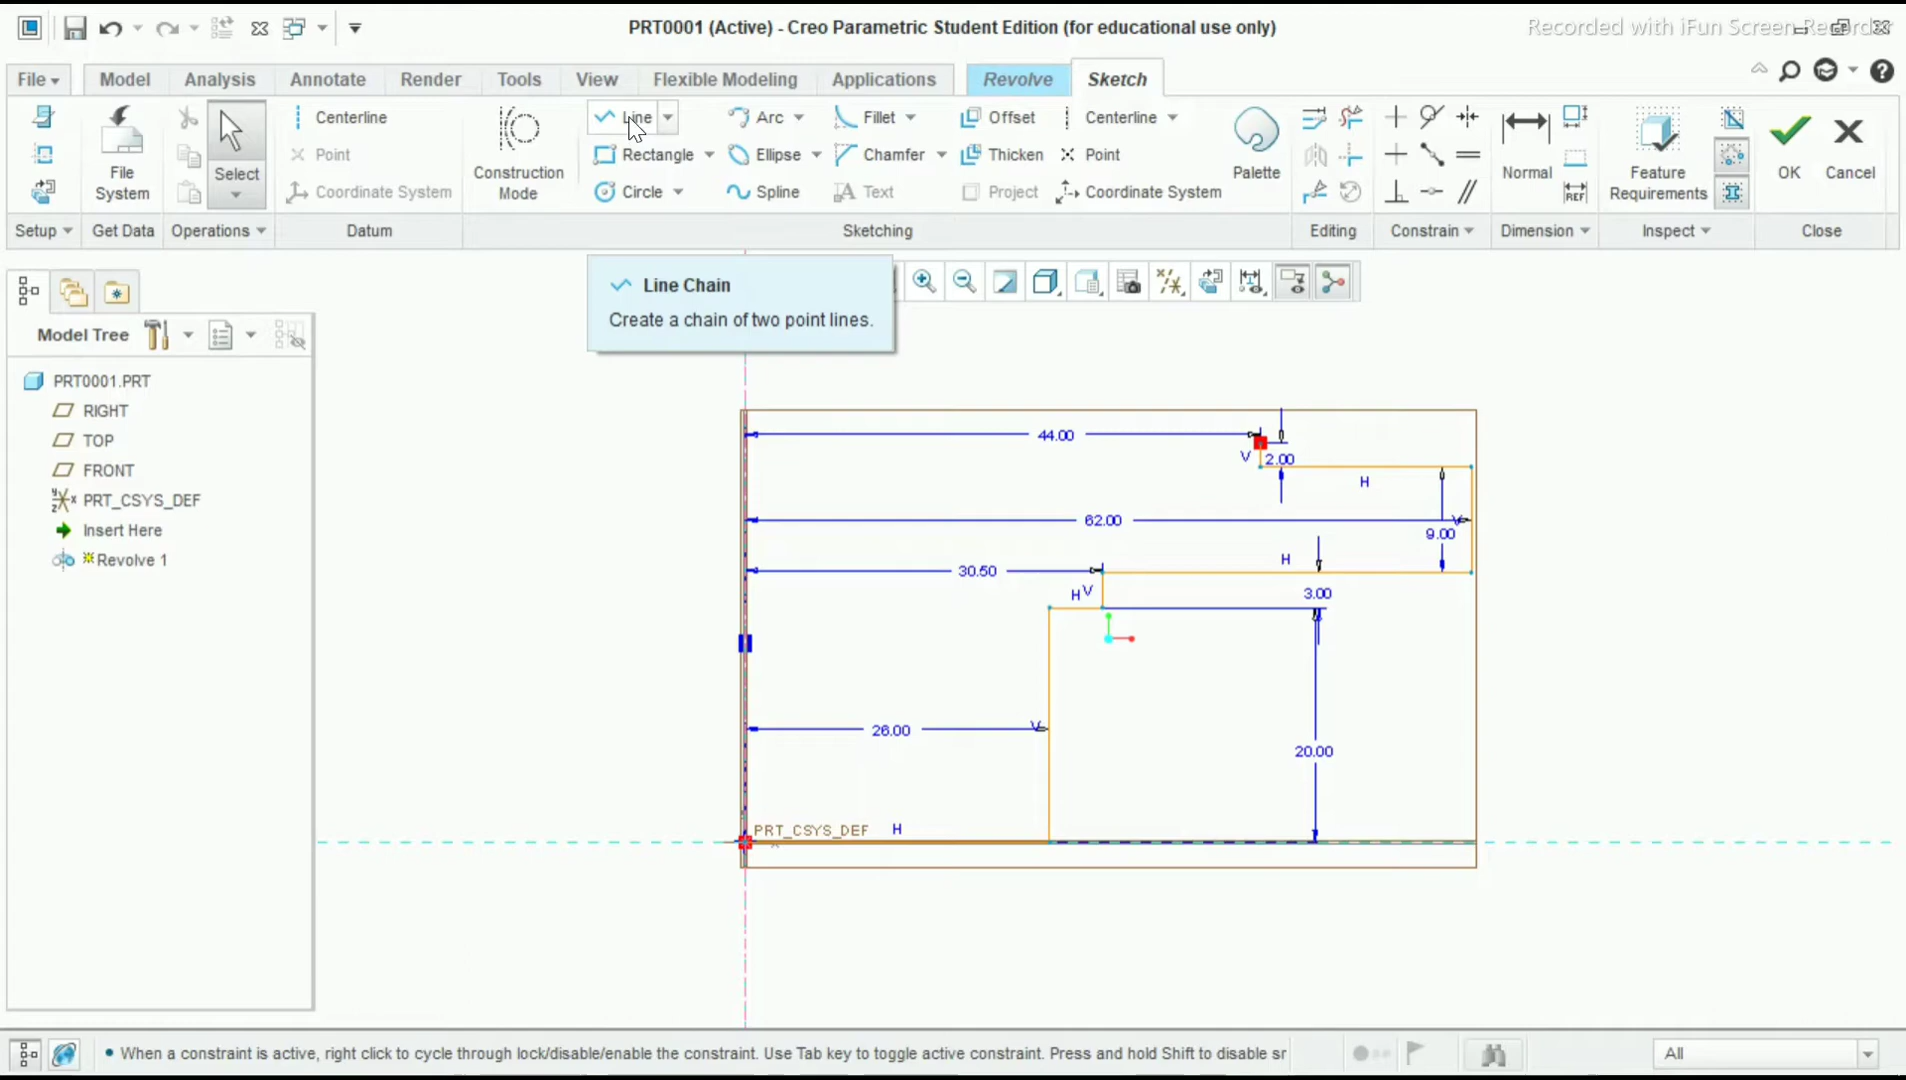 PRT0001 (Active) - Creo Parametric Student Edition (for educational use only)
Recorded with iFun Screen Recorder
File Model Analysis Annotate Render Tools View Flexible Modeling Applications Revolve Sketch
Centerline Line Arc Fillet Offset Centerline
Point Rectangle Ellipse Chamfer Thicken Point
Coordinate System Circle Spline Text Project Coordinate System
File System
Select
Construction Mode
Palette
Normal
REF
Feature Requirements
OK
Cancel
Setup Get Data Operations Datum Sketching Editing Constrain Dimension Inspect Close
Line Chain
Create a chain of two point lines.
Model Tree
PRT0001.PRT
RIGHT
TOP
FRONT
PRT_CSYS_DEF
Insert Here
Revolve 1
44.00
V
2.00
H
62.00
V
9.00
30.50
H
H V
3.00
26.00
V
20.00
PRT_CSYS_DEF H
When a constraint is active, right click to cycle through lock/disable/enable the constraint. Use Tab key to toggle active constraint. Press and hold Shift to disable sr
All